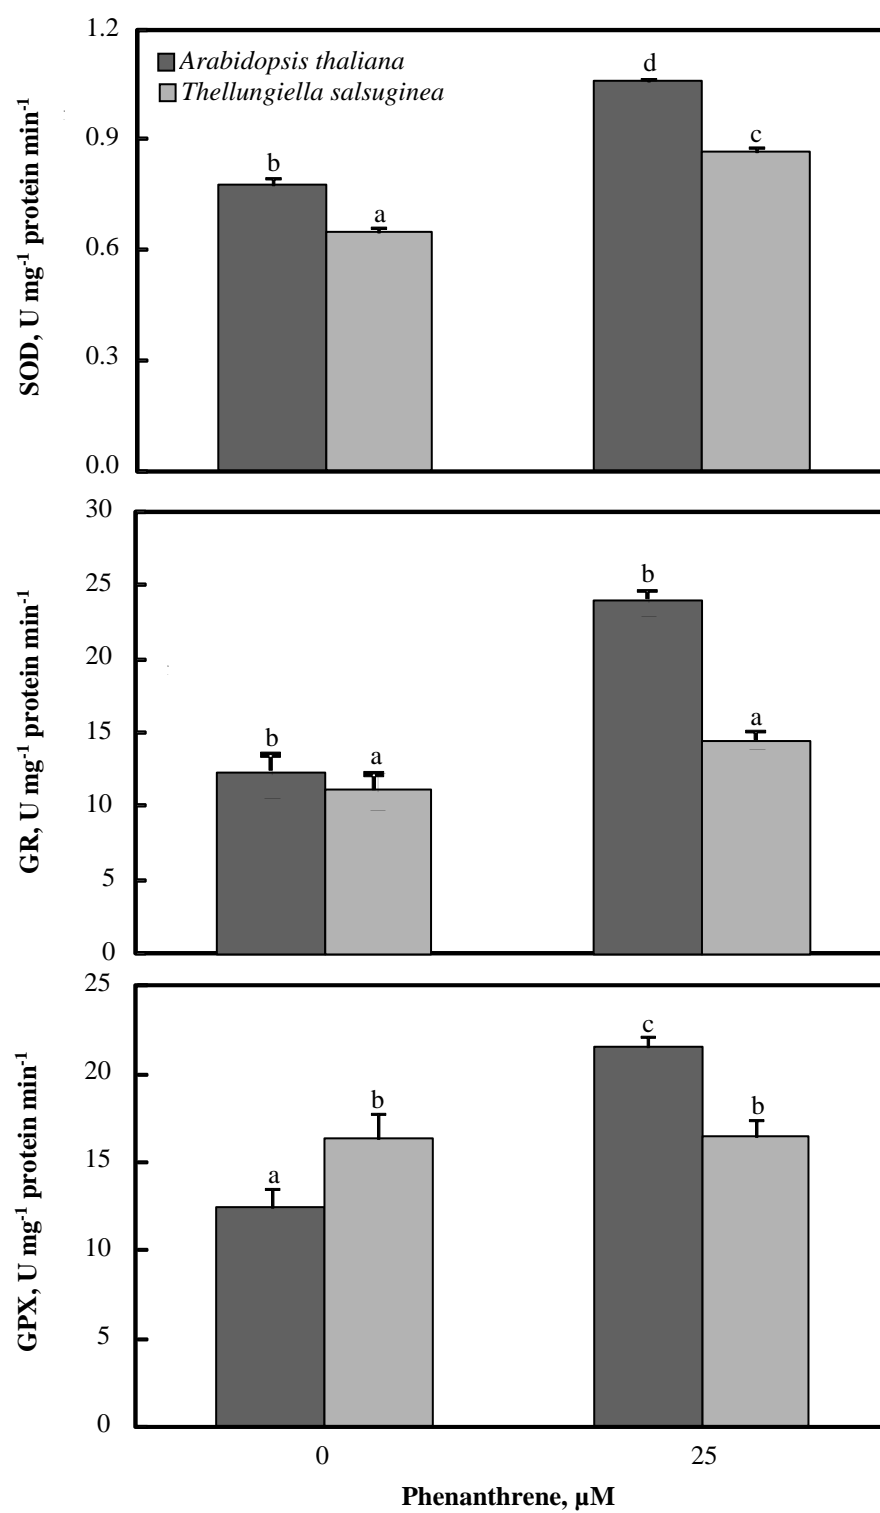 1.2
Arabidopsis thaliana
Thellungiella salsuginea
b
a
d
c
0.9
0.6
0.3
0.0
SOD, U mg-1 protein min-1
30
25
20
15
10
5
0
b
a
b
a
GR, U mg-1 protein min-1
25
20
15
10
5
0
a
b
c
b
GPX, U mg-1 protein min-1
0 25
Phenanthrene, µM